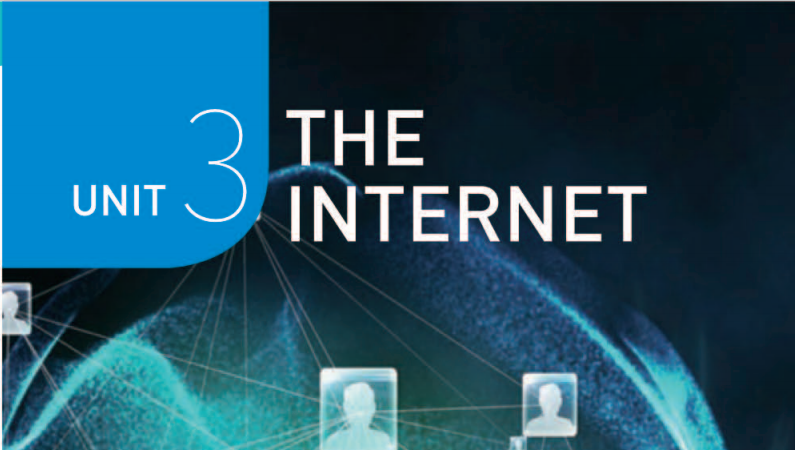 UNIT 3
THE
INTERNET